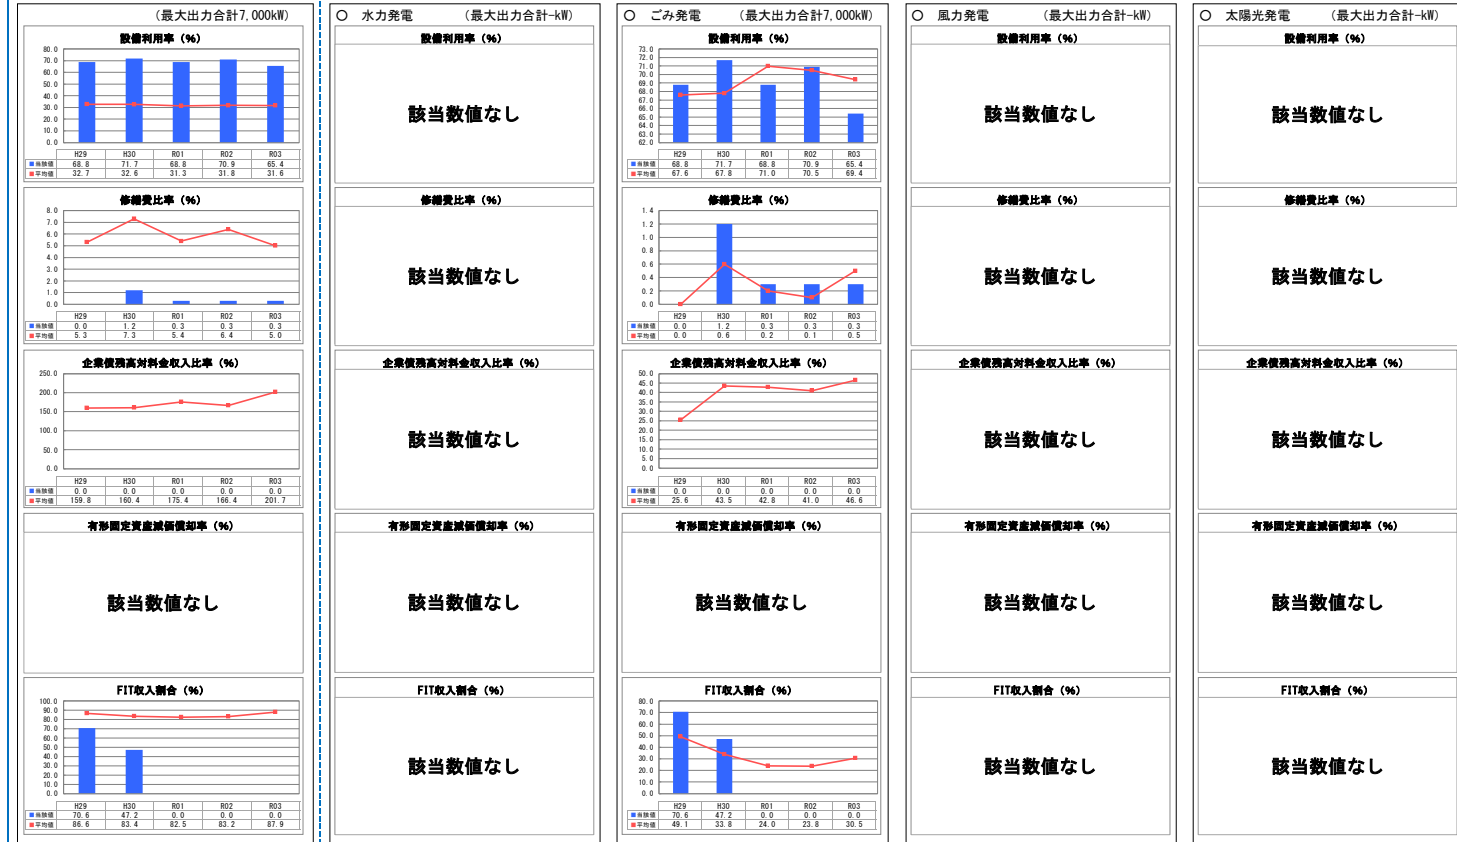 (最大出力合計7,000kW)
設備利用率（%）
80.0
70.0
60.0
50.0
40.0
30.0
20.0
10.0
0.0
H29 H30 R01 R02 R03
■当該値 68.8 71.7 68.8 70.9 65.4
■平均値 32.7 32.6 31.3 31.8 31.6
修繕費比率（%）
8.0
7.0
6.0
5.0
4.0
3.0
2.0
1.0
0.0
H29 H30 R01 R02 R03
■当該値 0.0 1.2 0.3 0.3 0.3
■平均値 5.3 7.3 5.4 6.4 5.0
企業債残高対料金収入比率（%）
250.0
200.0
150.0
100.0
50.0
0.0
H29 H30 R01 R02 R03
■当該値 0.0 0.0 0.0 0.0 0.0
■平均値 159.8 160.4 175.4 166.4 201.7
有形固定資産減価償却率（%）
該当数値なし
FIT収入割合（%）
100.0
90.0
80.0
70.0
60.0
50.0
40.0
30.0
20.0
10.0
0.0
H29 H30 R01 R02 R03
■当該値 70.6 47.2 0.0 0.0 0.0
■平均値 86.6 83.4 82.5 83.2 87.9
○ 水力発電 (最大出力合計-kW)
設備利用率（%）
該当数値なし
修繕費比率（%）
該当数値なし
企業債残高対料金収入比率（%）
該当数値なし
有形固定資産減価償却率（%）
該当数値なし
FIT収入割合（%）
該当数値なし
○ ごみ発電 (最大出力合計7,000kW)
設備利用率（%）
73.0
72.0
71.0
70.0
69.0
68.0
67.0
66.0
65.0
64.0
63.0
62.0
H29 H30 R01 R02 R03
■当該値 68.8 71.7 68.8 70.9 65.4
■平均値 67.6 67.8 71.0 70.5 69.4
修繕費比率（%）
1.4
1.2
1.0
0.8
0.6
0.4
0.2
0.0
H29 H30 R01 R02 R03
■当該値 0.0 1.2 0.3 0.3 0.3
■平均値 0.0 0.6 0.2 0.1 0.5
企業債残高対料金収入比率（%）
50.0
45.0
40.0
35.0
30.0
25.0
20.0
15.0
10.0
5.0
0.0
H29 H30 R01 R02 R03
■当該値 0.0 0.0 0.0 0.0 0.0
■平均値 25.6 43.5 42.8 41.0 46.6
有形固定資産減価償却率（%）
該当数値なし
FIT収入割合（%）
80.0
70.0
60.0
50.0
40.0
30.0
20.0
10.0
0.0
H29 H30 R01 R02 R03
■当該値 70.6 47.2 0.0 0.0 0.0
■平均値 49.1 33.8 24.0 23.8 30.5
○ 風力発電 (最大出力合計-kW)
設備利用率（%）
該当数値なし
修繕費比率（%）
該当数値なし
企業債残高対料金収入比率（%）
該当数値なし
有形固定資産減価償却率（%）
該当数値なし
FIT収入割合（%）
該当数値なし
○ 太陽光発電 (最大出力合計-kW)
設備利用率（%）
該当数値なし
修繕費比率（%）
該当数値なし
企業債残高対料金収入比率（%）
該当数値なし
有形固定資産減価償却率（%）
該当数値なし
FIT収入割合（%）
該当数値なし